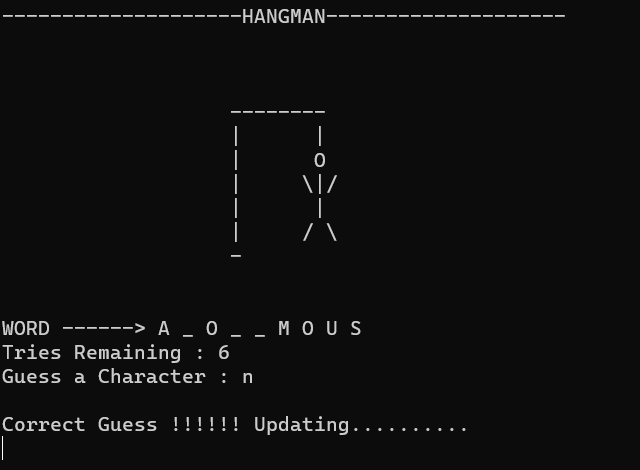 --------------------HANGMAN--------------------
--------
|      |
|      O
|     \|/
|      |
|     / \
-
WORD ------> A _ O _ _ M O U S
Tries Remaining : 6
Guess a Character : n
Correct Guess !!!!!! Updating..........